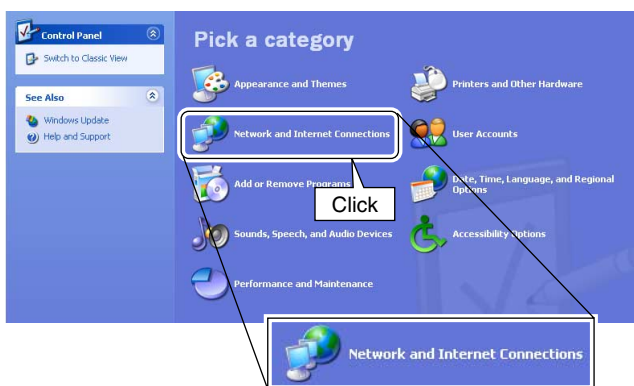 Control Panel
Switch to Classic View
See Also
Windows Update
Help and Support
Pick a category
Appearance and Themes
Printers and Other Hardware
Network and Internet Connections
User Accounts
Add or Remove Programs
Date, Time, Language, and Regional
Options
Click
Sounds, Speech, and Audio Devices
Accessibility Options
Performance and Maintenance
Network and Internet Connections